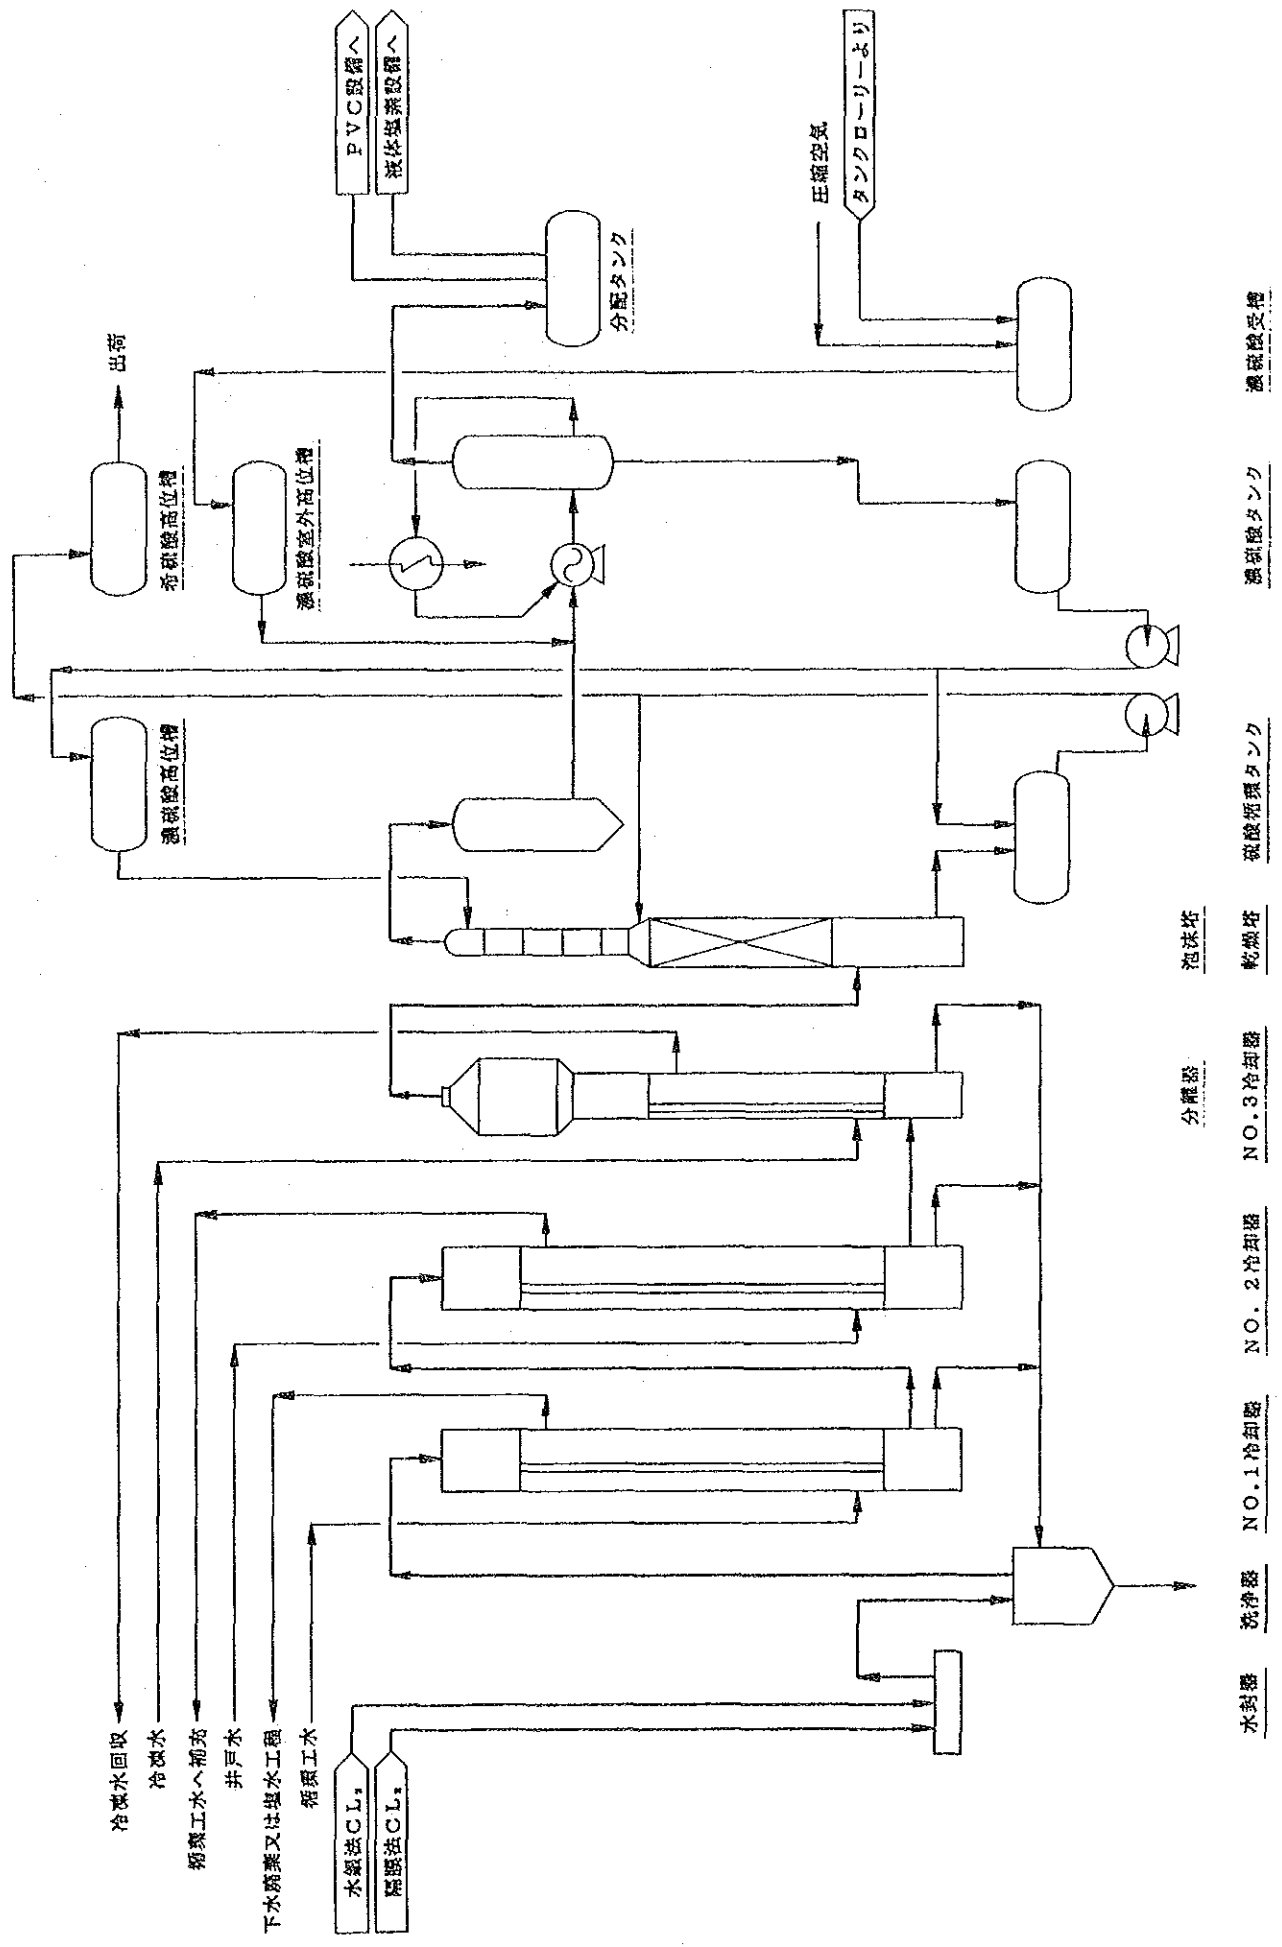 PVC設備へ
液体塩素設備へ
圧縮空気
タンクローリーより
出荷
希硫酸高位槽
濃硫酸室外高位槽
分配タンク
濃硫酸高位槽
冷凍水回収
冷凍水
循環工水へ補充
井戸水
下水廃棄又は塩水工程
循環工水
水銀法CL₂
隔膜法CL₂
分離器
泡沫塔
水封器
洗浄器
NO.1冷却器
NO.2冷却器
NO.3冷却器
乾燥塔
硫酸循環タンク
濃硫酸タンク
濃硫酸受槽